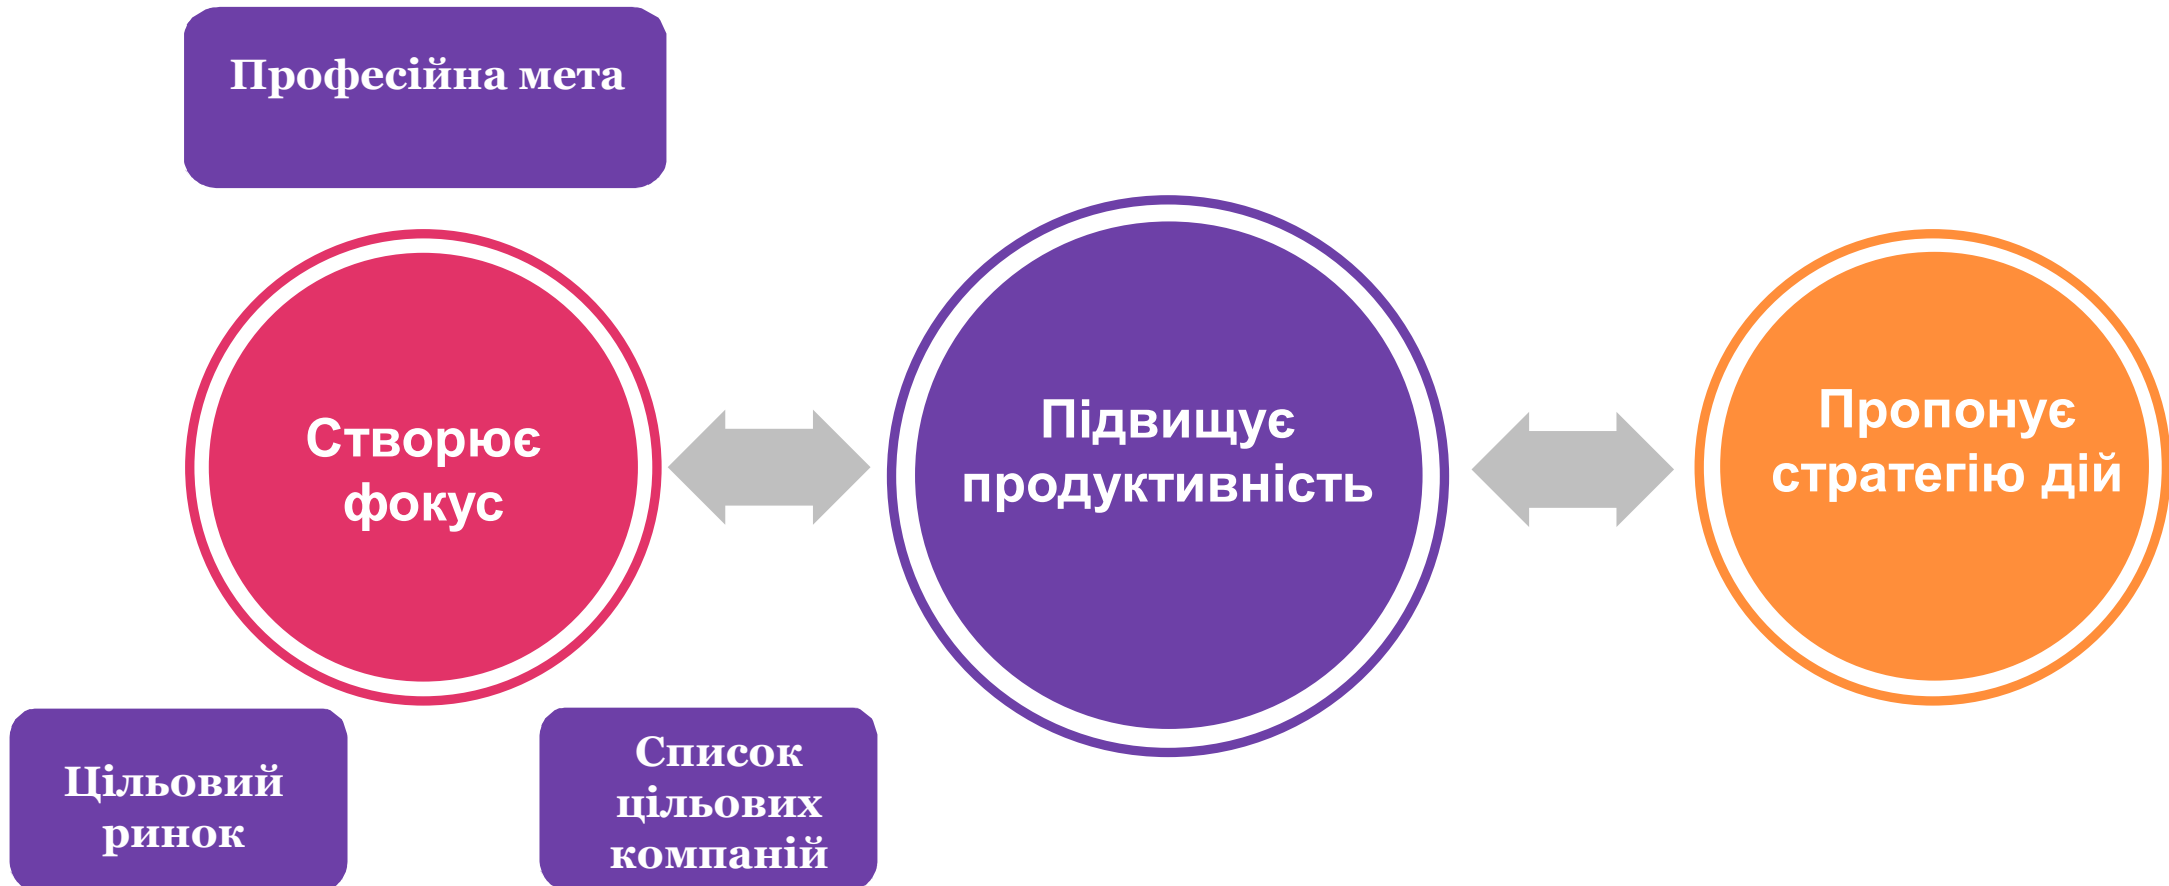 Професійна мета
Створює
фокус
Підвищує
продуктивність
Пропонує
стратегію дій
Цільовий
ринок
Список
цільових
компаній